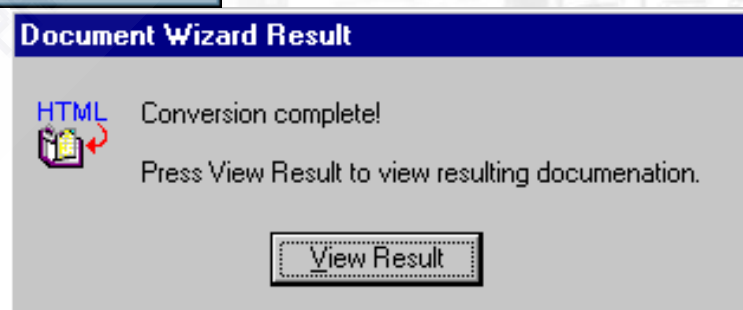 Document Wizard Result
HTML
Conversion complete!
Press View Result to view resulting documenation.
View Result